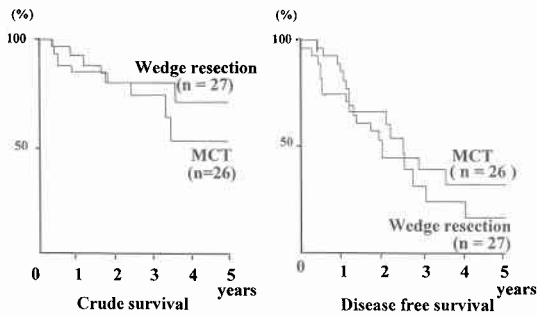 (%)
100
50
Wedge resection
(n = 27)
MCT
(n=26)
0 1 2 3 4 5
years
Crude survival
(%)
100
50
MCT
( n = 26 )
Wedge resection
(n = 27)
0 1 2 3 4 5
years
Disease free survival